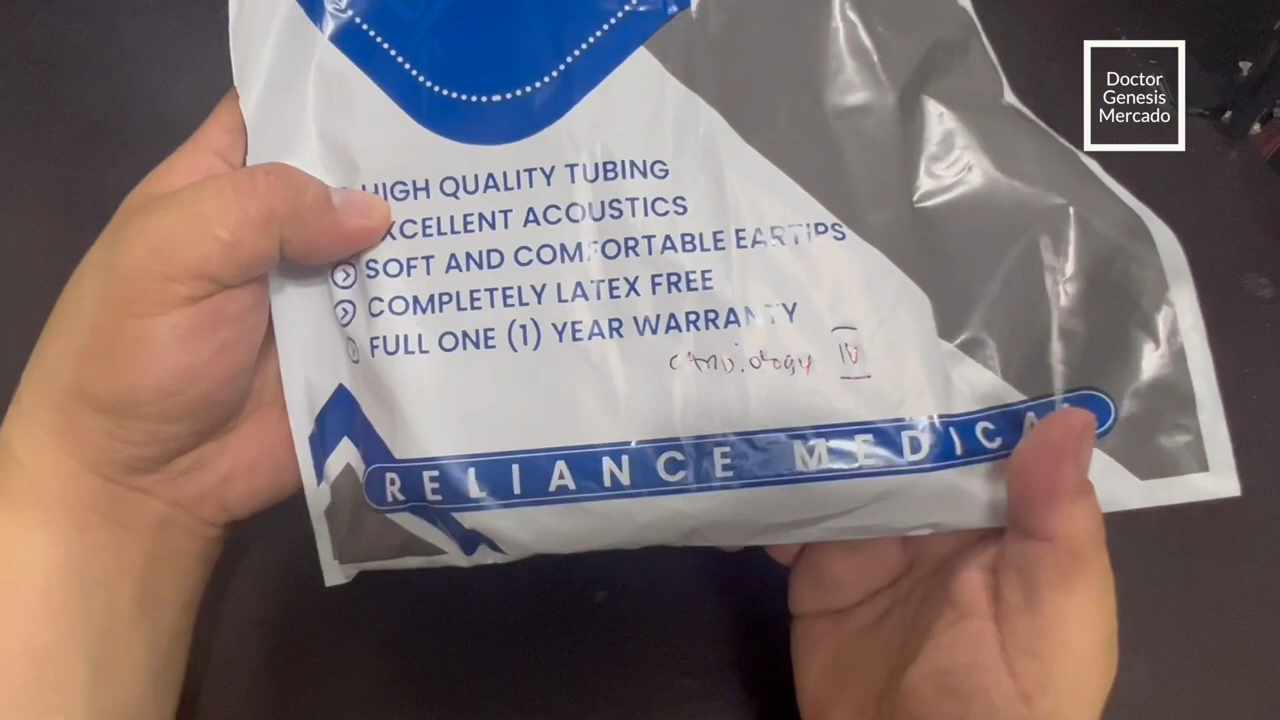 HIGH QUALITY TUBING
EXCELLENT ACOUSTICS
SOFT AND COMFORTABLE EARTIPS
COMPLETELY LATEX FREE
FULL ONE (1) YEAR WARRANTY
CARDiology IV
RELIANCE MEDICAL
Doctor
Genesis
Mercado